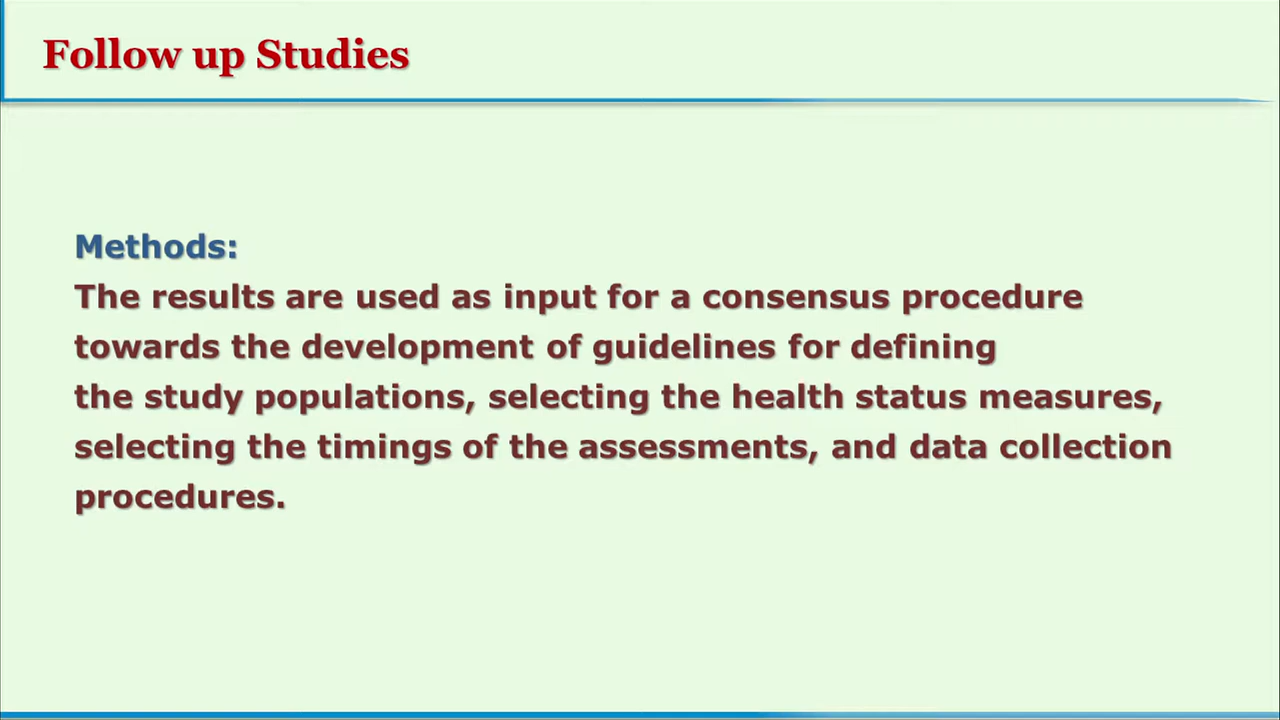 Follow up Studies
Methods:
The results are used as input for a consensus procedure
towards the development of guidelines for defining
the study populations, selecting the health status measures,
selecting the timings of the assessments, and data collection
procedures.